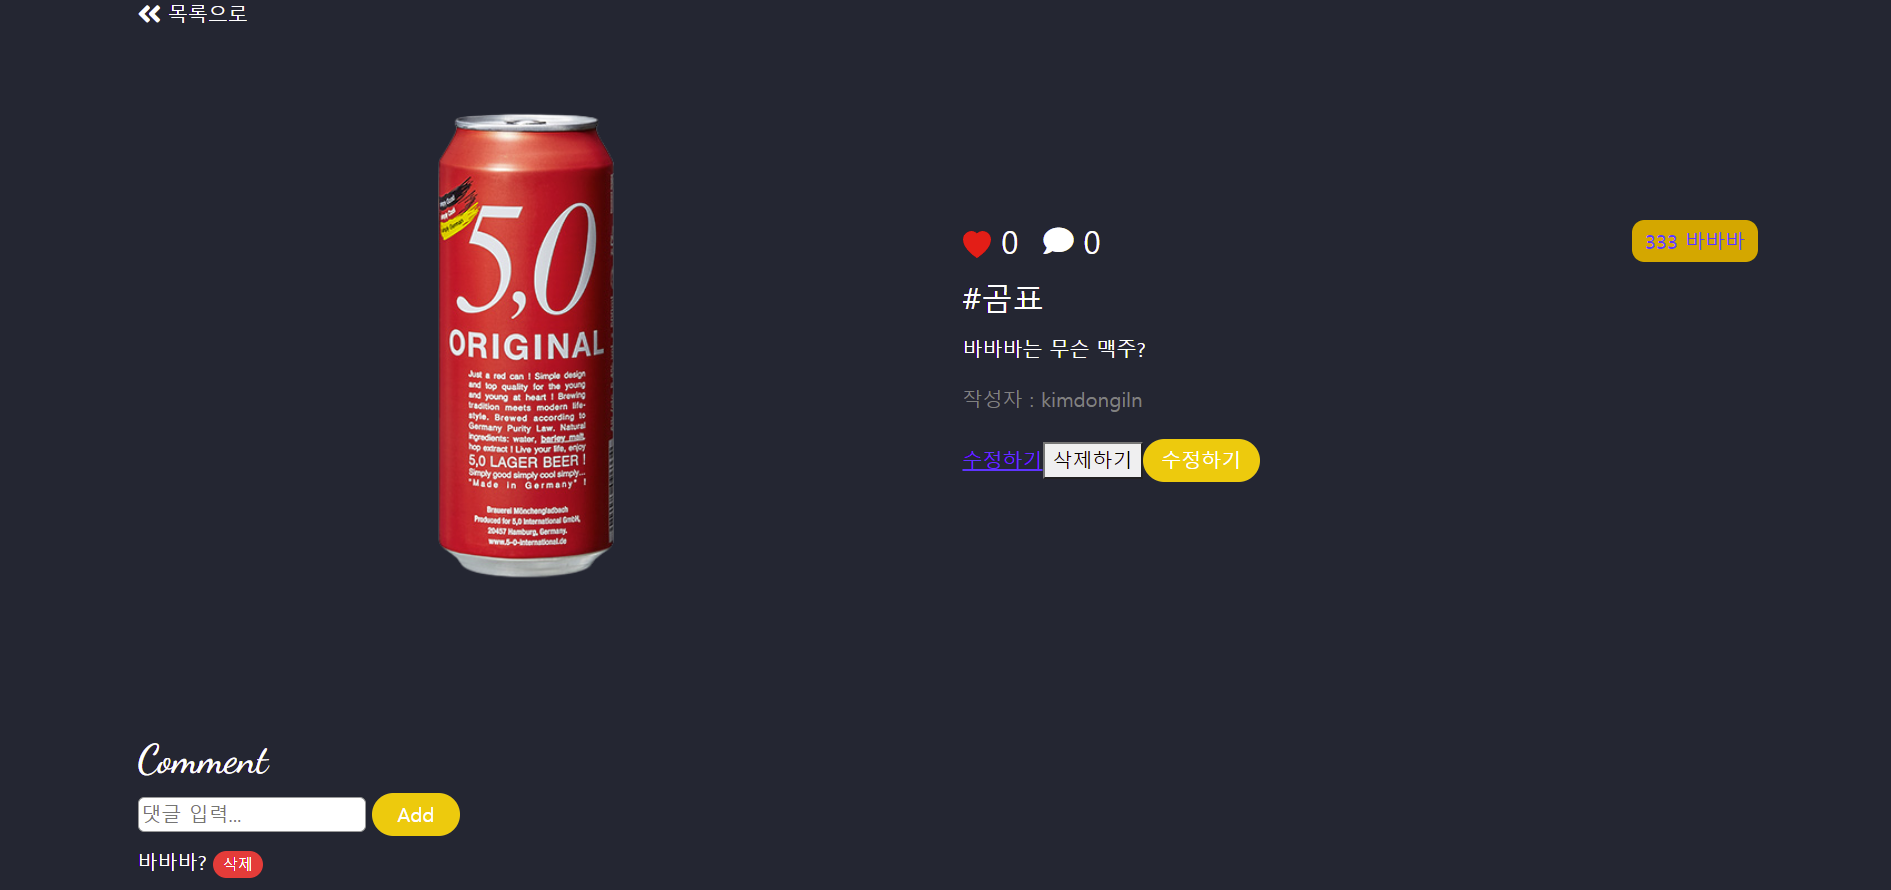 목록으로
5,0
ORIGINAL
Just a red can ! Simple design
and top quality for the young
and young at heart ! Brewing
tradition meets modern life-
style. Brewed according to
Germany Purity Law. Natural
ingredients: water, barley malt,
hop extract ! Live your life, enjoy
5,0 LAGER BEER !
Simply good simply cool simply...
"Made in Germany" !
Brauerei Mönchengladbach
Produced for 5,0 International GmbH,
20457 Hamburg, Germany.
www.5-0-international.de
0 0
333 바바바
#곰표
바바바는 무슨 맥주?
작성자 : kimdongiln
수정하기 삭제하기 수정하기
Comment
댓글 입력...
Add
바바바? 삭제